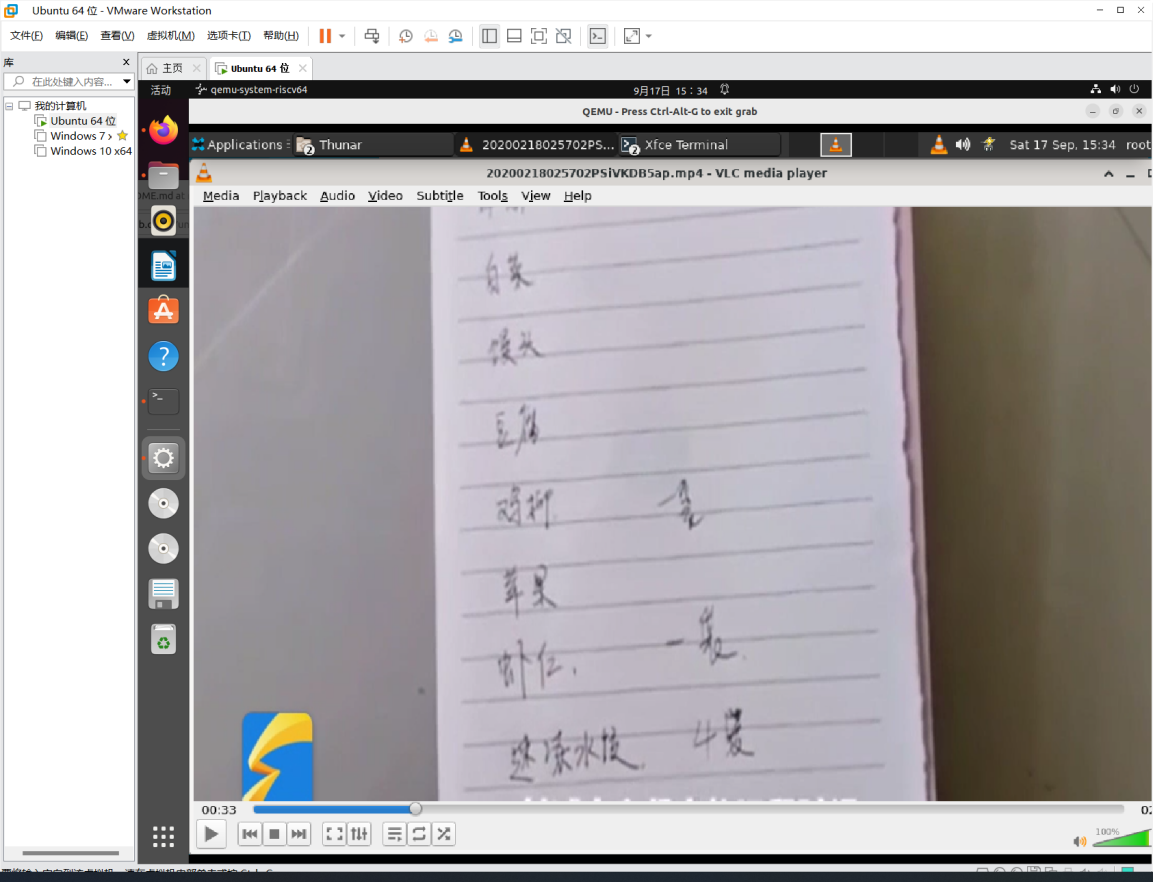 Ubuntu 64 位 - VMware Workstation
文件(F) 编辑(E) 查看(V) 虚拟机(M) 选项卡(T) 帮助(H)
库
主页
Ubuntu 64 位
在此处键入内容...
活动
qemu-system-riscv64
9月17日 15：34
我的计算机
Ubuntu 64 位
Windows 7
Windows 10 x64
QEMU - Press Ctrl-Alt-G to exit grab
Applications
2 Thunar
20200218025702PS...
2 Xfce Terminal
Sat 17 Sep, 15:34
root
20200218025702PSiVKDB5ap.mp4 - VLC media player
Media Playback Audio Video Subtitle Tools View Help
白菜
馒头
豆腐
鸡柳. 一袋
苹果
虾仁, 一袋.
速冻水饺. 4袋
00:33
100%